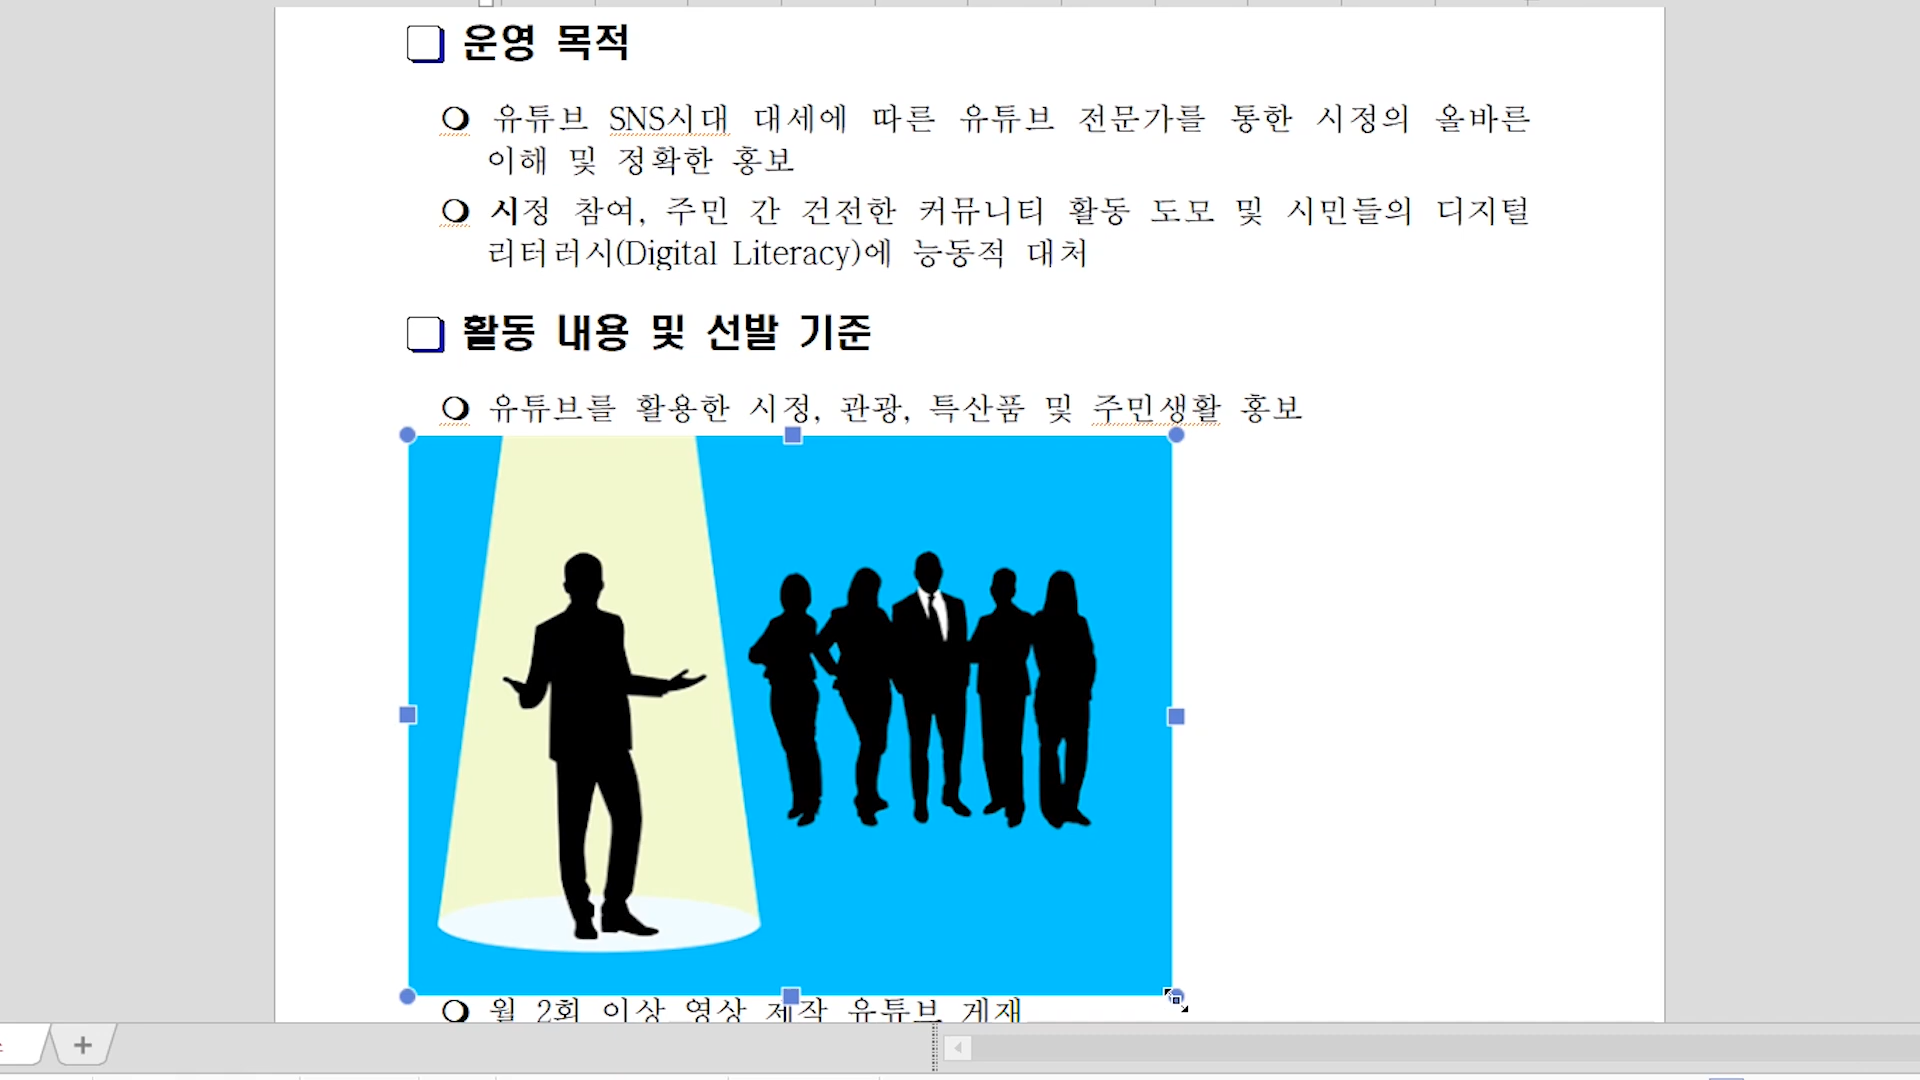 운영 목적
유튜브 SNS시대 대세에 따른 유튜브 전문가를 통한 시정의 올바른
이해 및 정확한 홍보
시정 참여, 주민 간 건전한 커뮤니티 활동 도모 및 시민들의 디지털
리터러시(Digital Literacy)에 능동적 대처
활동 내용 및 선발 기준
유튜브를 활용한 시정, 관광, 특산품 및 주민생활 홍보
월 2회 이상 영상 제작 유튜브 게재